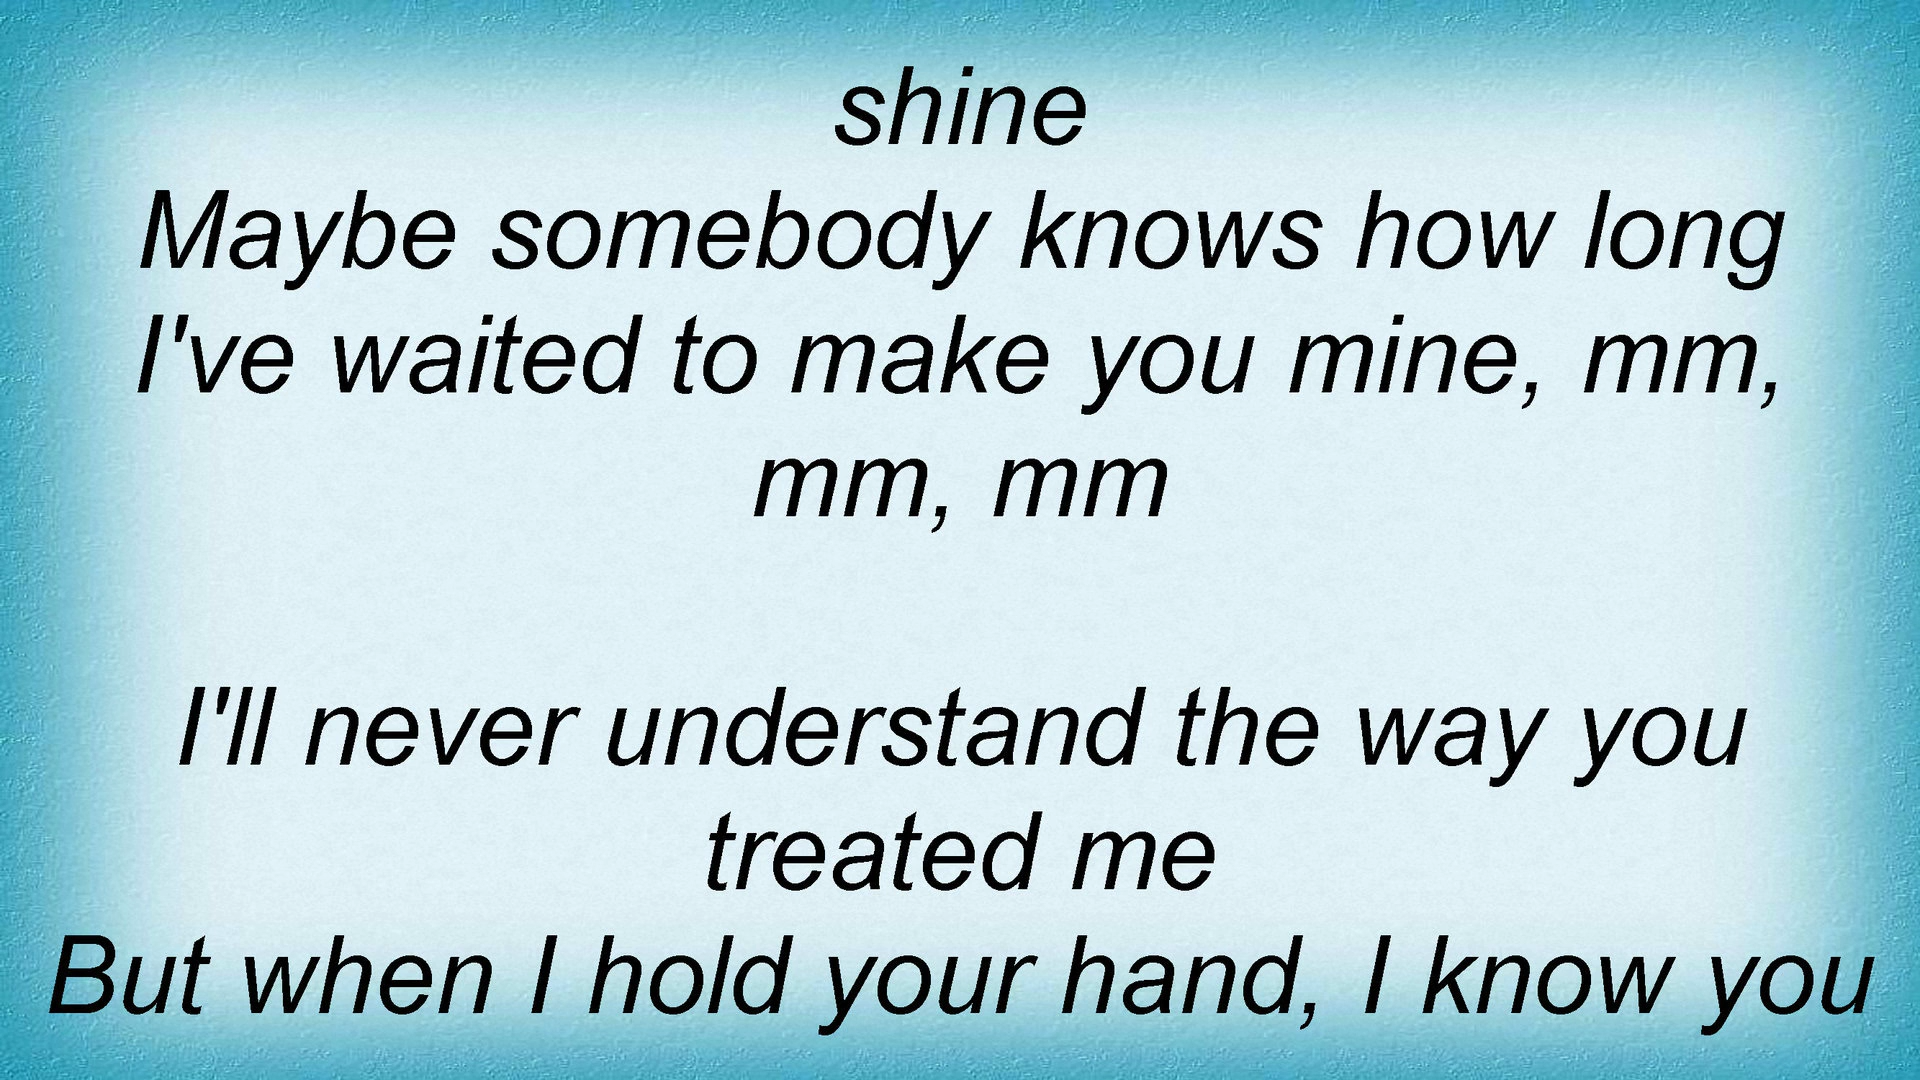 shine
Maybe somebody knows how long
I've waited to make you mine, mm,
mm, mm
I'll never understand the way you
treated me
But when I hold your hand, I know you